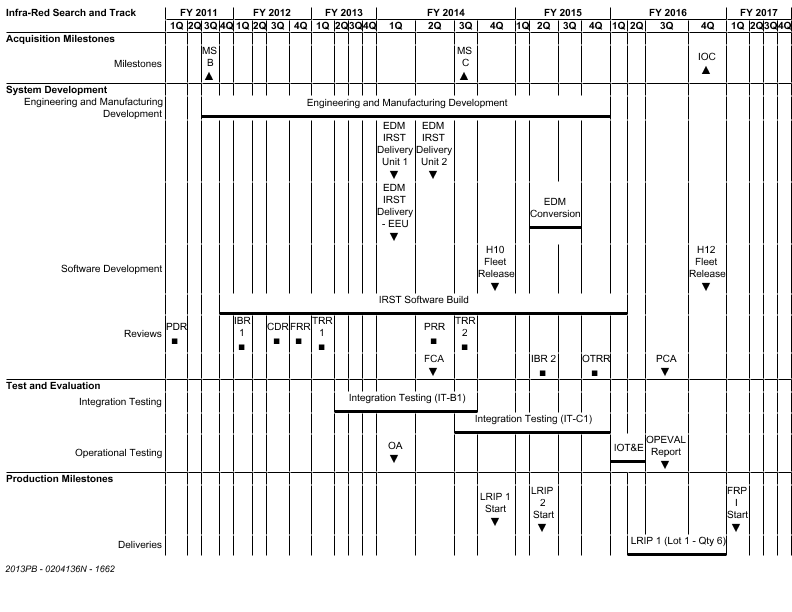 Infra-Red Search and Track FY 2011 FY 2012 FY 2013 FY 2014 FY 2015 FY 2016 FY 2017
1Q 2Q 3Q 4Q 1Q 2Q 3Q 4Q 1Q 2Q 3Q 4Q 1Q 2Q 3Q 4Q 1Q 2Q 3Q 4Q 1Q 2Q 3Q 4Q 1Q 2Q 3Q 4Q
Acquisition Milestones
Milestones
MS
B
MS
C
IOC
System Development
Engineering and Manufacturing
Development
Engineering and Manufacturing Development
EDM
IRST
Delivery
Unit 1
EDM
IRST
Delivery
Unit 2
EDM
IRST
Delivery
- EEU
EDM
Conversion
Software Development
H10
Fleet
Release
H12
Fleet
Release
IRST Software Build
Reviews
PDR
IBR
1
CDR
FRR
TRR
1
PRR
TRR
2
FCA
IBR 2
OTRR
PCA
Test and Evaluation
Integration Testing
Integration Testing (IT-B1)
Integration Testing (IT-C1)
Operational Testing
OA
IOT&E
OPEVAL
Report
Production Milestones
LRIP 1
Start
LRIP
2
Start
FRP
I
Start
Deliveries
LRIP 1 (Lot 1 - Qty 6)
2013PB - 0204136N - 1662